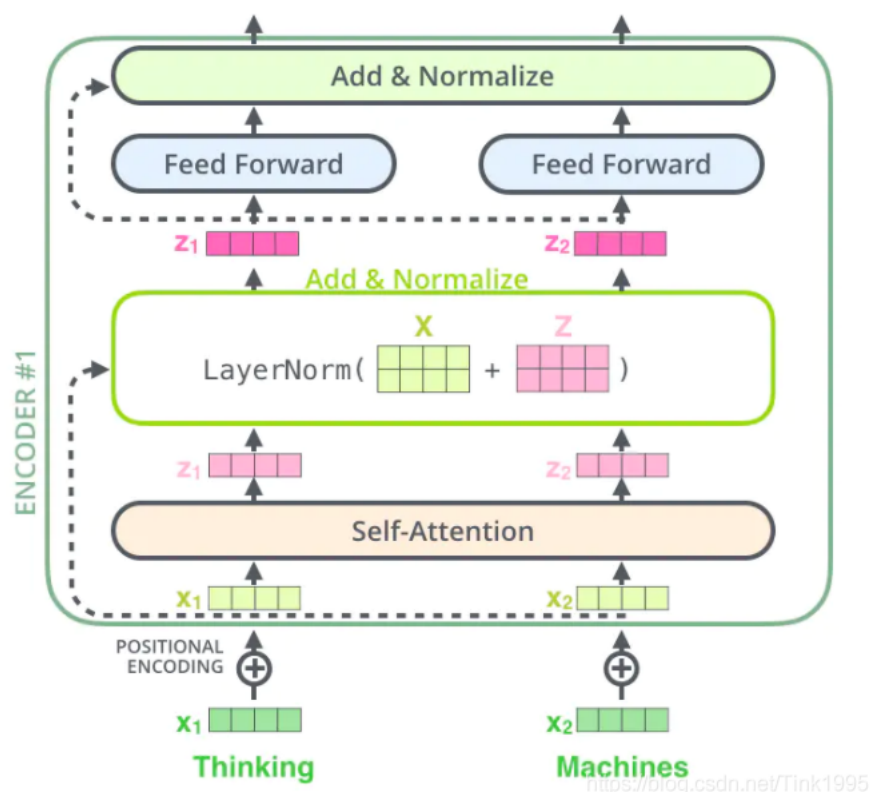 Add & Normalize
Feed Forward
Feed Forward
z1
z2
Add & Normalize
X
Z
LayerNorm(
+
)
z1
z2
Self-Attention
x1
x2
ENCODER #1
POSITIONAL
ENCODING
x1
x2
Thinking
Machines
https://blog.csdn.net/Tink1995